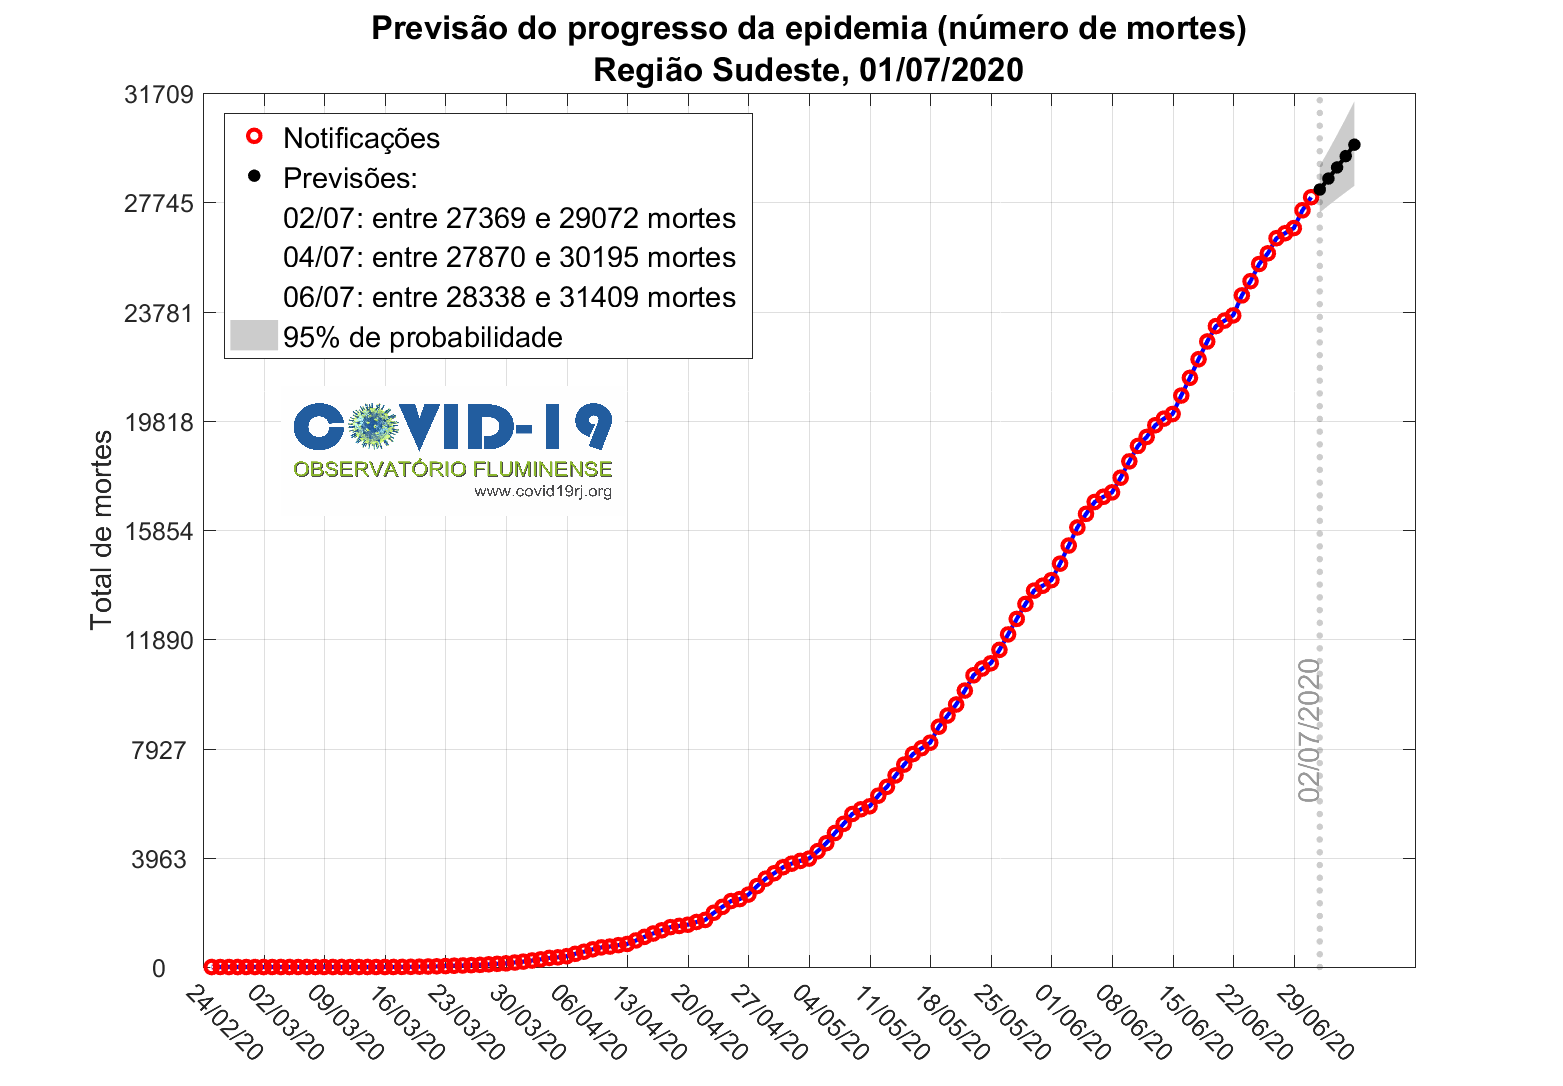 Previsão do progresso da epidemia (número de mortes)
Região Sudeste, 01/07/2020
31709
27745
23781
19818
15854
11890
7927
3963
0
Total de mortes
Notificações
Previsões:
02/07: entre 27369 e 29072 mortes
04/07: entre 27870 e 30195 mortes
06/07: entre 28338 e 31409 mortes
95% de probabilidade
COVID-19
OBSERVATÓRIO FLUMINENSE
www.covid19rj.org
02/07/2020
24/02/20
02/03/20
09/03/20
16/03/20
23/03/20
30/03/20
06/04/20
13/04/20
20/04/20
27/04/20
04/05/20
11/05/20
18/05/20
25/05/20
01/06/20
08/06/20
15/06/20
22/06/20
29/06/20